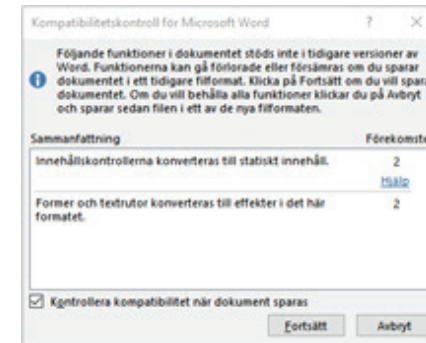 Kompatibilitetskontroll för Microsoft Word
Följande funktioner i dokumentet stöds inte i tidigare versioner av
Word. Funktionerna kan gå förlorade eller försämras om du sparar
dokumentet i ett tidigare filformat. Klicka på Fortsätt om du vill spara
dokumentet. Om du vill behålla alla funktioner klickar du på Avbryt
och sparar sedan filen i ett av de nya filformaten.
Sammanfattning Förekomste
Innehållskontrollerna konverteras till statiskt innehåll. 2
Hjälp
Former och textrutor konverteras till effekter i det här 2
formatet.
Kontrollera kompatibilitet när dokument sparas
Fortsätt Avbryt